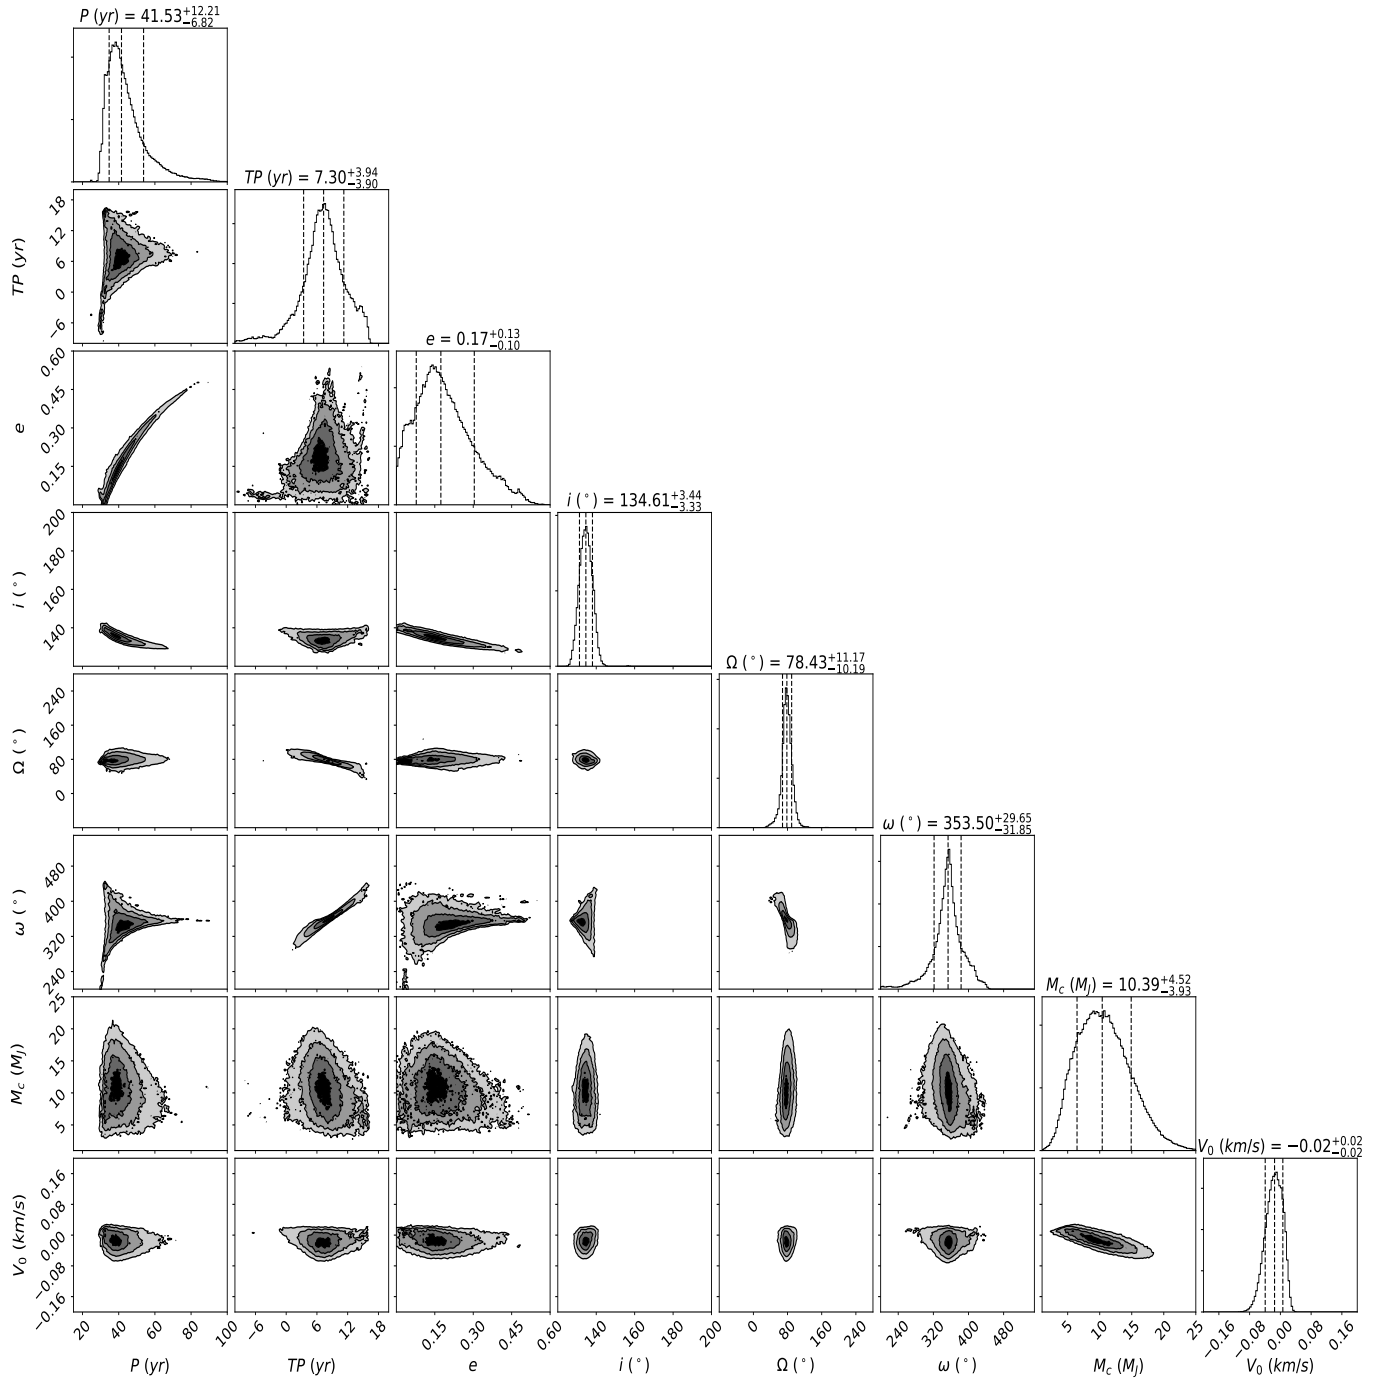 P (yr) = 41.53+12.21−6.82
TP (yr) = 7.30+3.94−3.90
18
12
6
0
−6
TP (yr)
e = 0.17+0.13−0.10
0.60
0.45
0.30
0.15
e
i (°) = 134.61+3.44−3.33
200
180
160
140
i (°)
Ω (°) = 78.43+11.17−10.19
240
160
80
0
Ω (°)
ω (°) = 353.50+29.65−31.85
480
400
320
240
ω (°)
Mc (MJ) = 10.39+4.52−3.93
25
20
15
10
5
Mc (MJ)
V0 (km/s) = −0.02+0.02−0.02
0.16
0.08
0.00
−0.08
−0.16
V0 (km/s)
20 40 60 80 100
−6 0 6 12 18
0.15 0.30 0.45 0.60
140 160 180 200
0 80 160 240
240 320 400 480
5 10 15 20 25
−0.16 −0.08 0.00 0.08 0.16
P (yr) TP (yr) e i (°) Ω (°) ω (°) Mc (MJ) V0 (km/s)